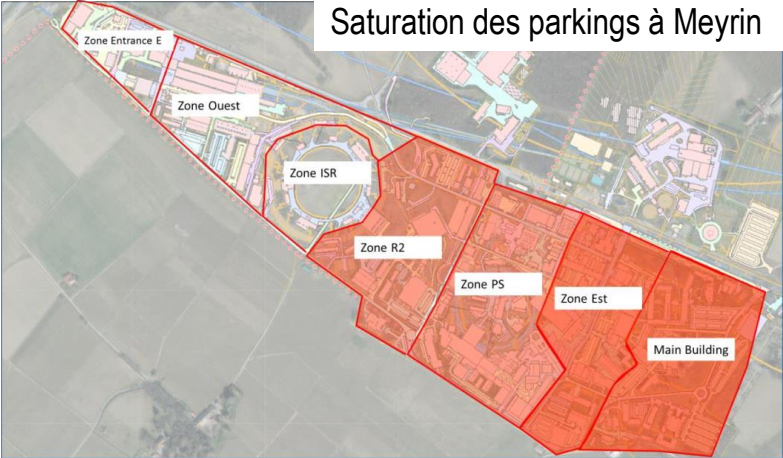 Saturation des parkings à Meyrin
Zone Entrance E
Zone Ouest
Zone ISR
Zone R2
Zone PS
Zone Est
Main Building